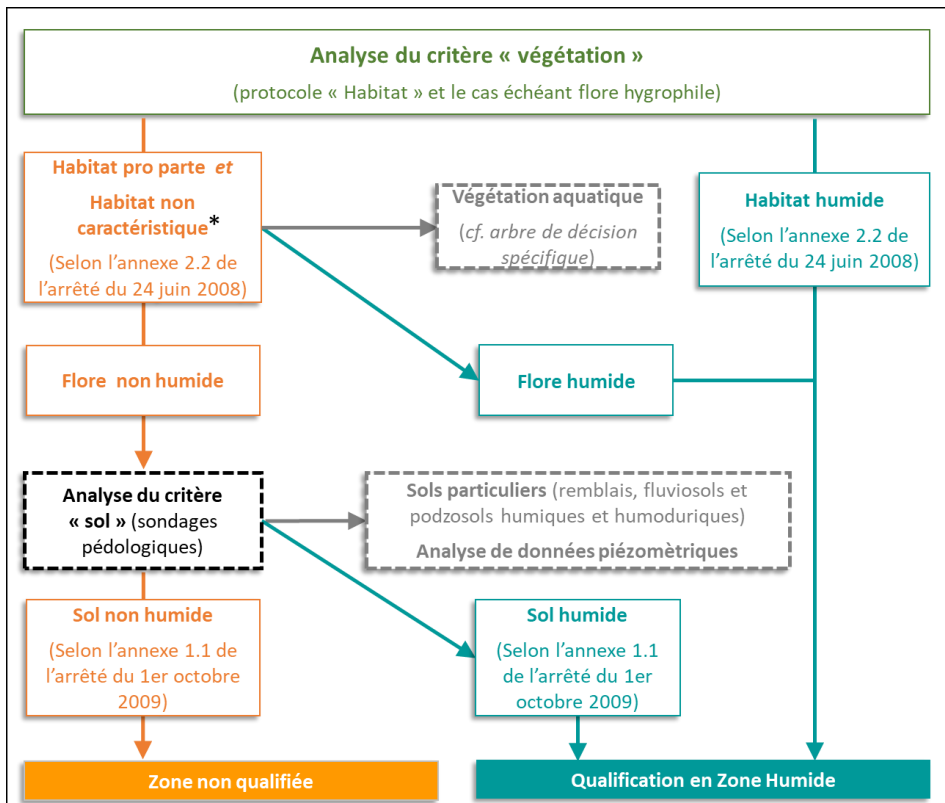 Analyse du critère « végétation »
(protocole « Habitat » et le cas échéant flore hygrophile)
Habitat pro parte et
Habitat non
caractéristique*
(Selon l'annexe 2.2 de
l'arrêté du 24 juin 2008)
Végétation aquatique
(cf. arbre de décision
spécifique)
Habitat humide
(Selon l'annexe 2.2 de
l'arrêté du 24 juin 2008)
Flore non humide
Flore humide
Analyse du critère
« sol » (sondages
pédologiques)
Sols particuliers (remblais, fluviosols et
podzosols humiques et humoduriques)
Analyse de données piézomètriques
Sol non humide
(Selon l'annexe 1.1 de
l'arrêté du 1er octobre
2009)
Sol humide
(Selon l'annexe 1.1
de l'arrêté du 1er
octobre 2009)
Zone non qualifiée
Qualification en Zone Humide